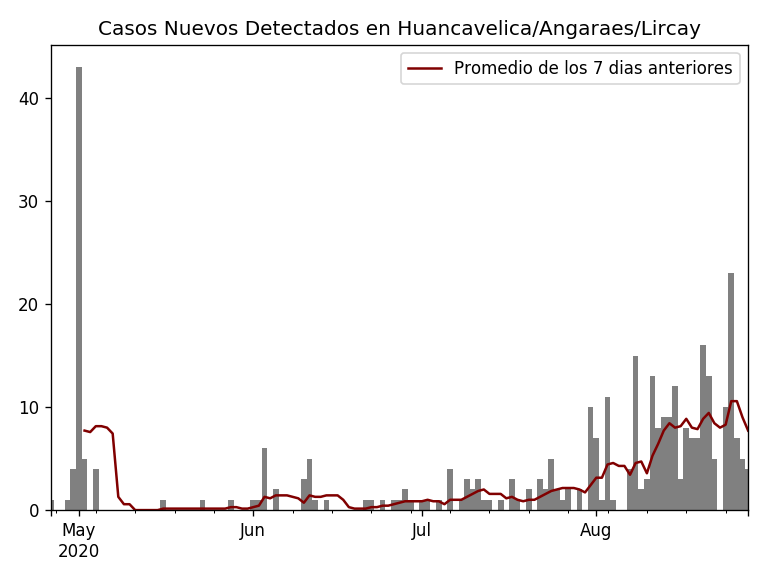 Casos Nuevos Detectados en Huancavelica/Angaraes/Lircay
Promedio de los 7 dias anteriores
40
30
20
10
0
May Jun Jul Aug
2020